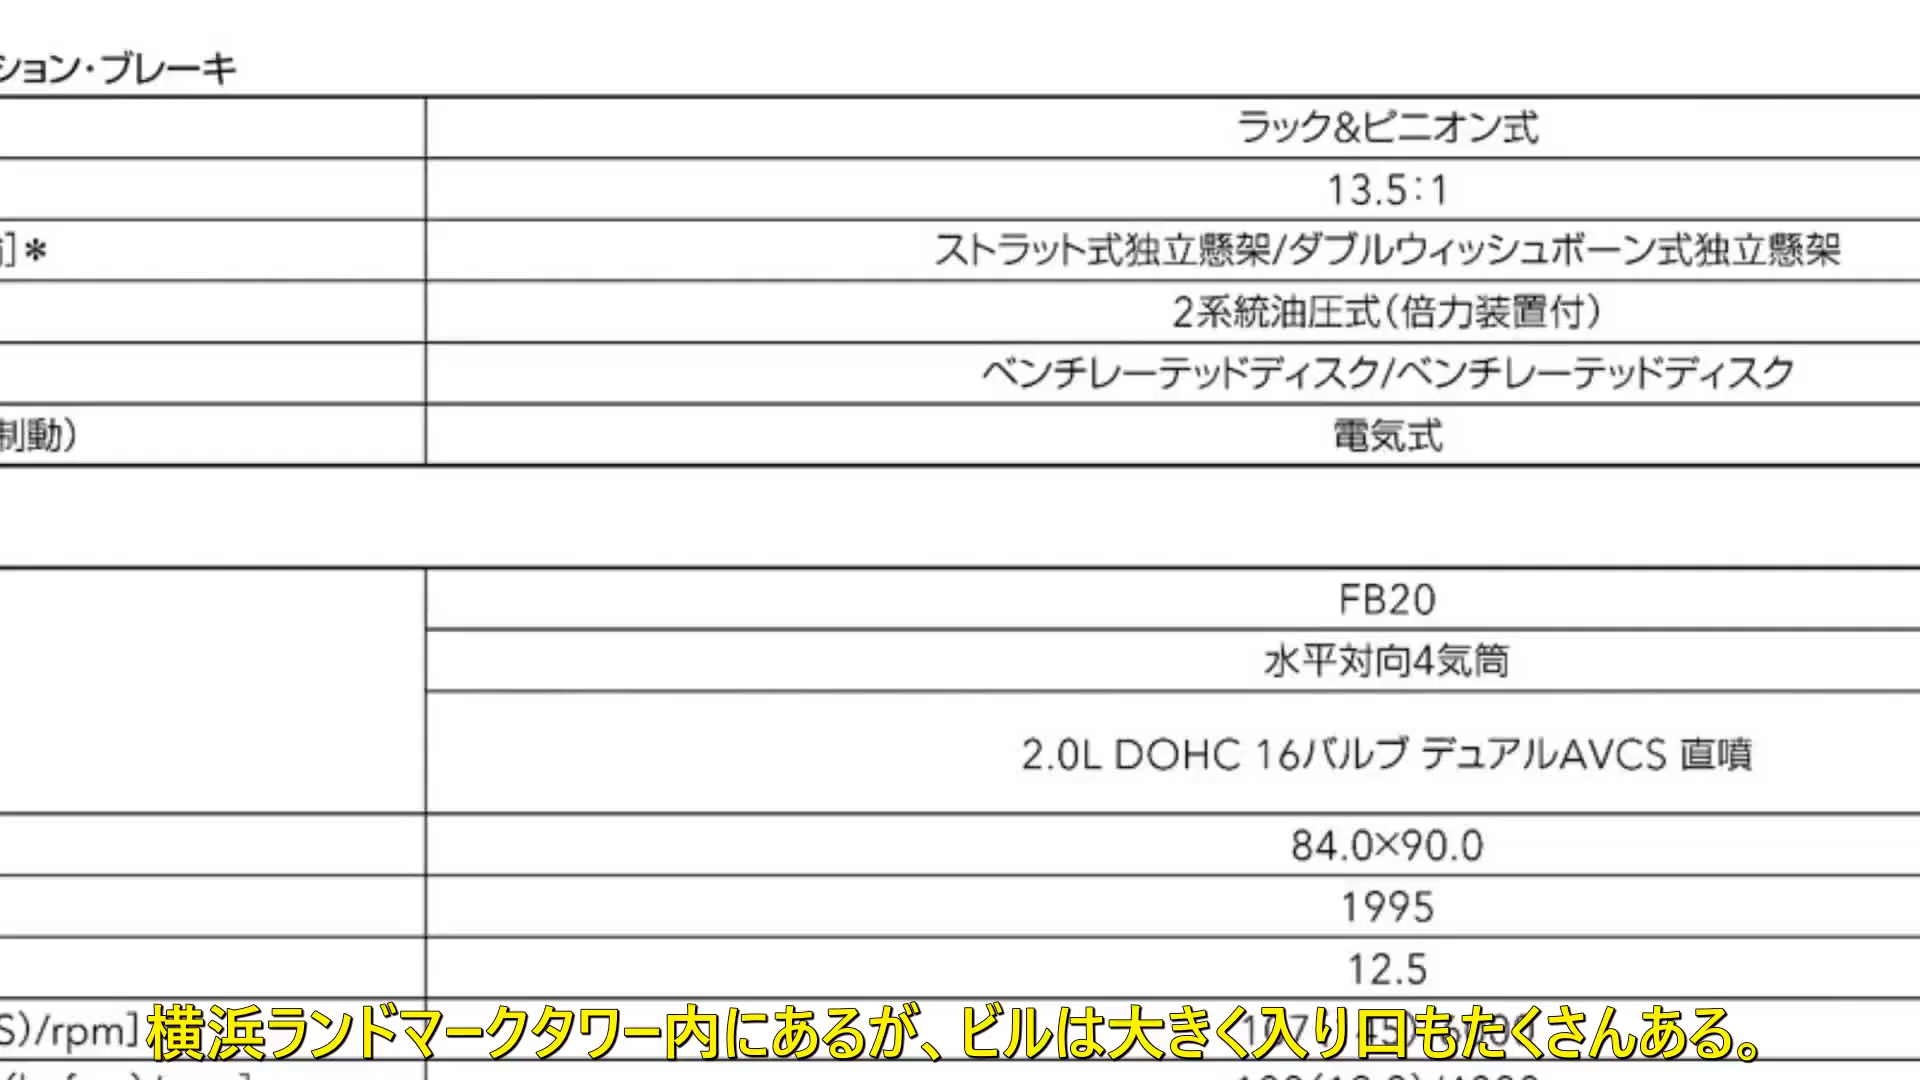 ション・ブレーキ
ラック&ピニオン式
13.5:1
]* ストラット式独立懸架/ダブルウィッシュボーン式独立懸架
2系統油圧式(倍力装置付)
ベンチレーテッドディスク/ベンチレーテッドディスク
制動) 電気式
FB20
水平対向4気筒
2.0L DOHC 16バルブ デュアルAVCS 直噴
84.0×90.0
1995
12.5
S)/rpm]
横浜ランドマークタワー内にあるが、ビルは大きく入り口もたくさんある。